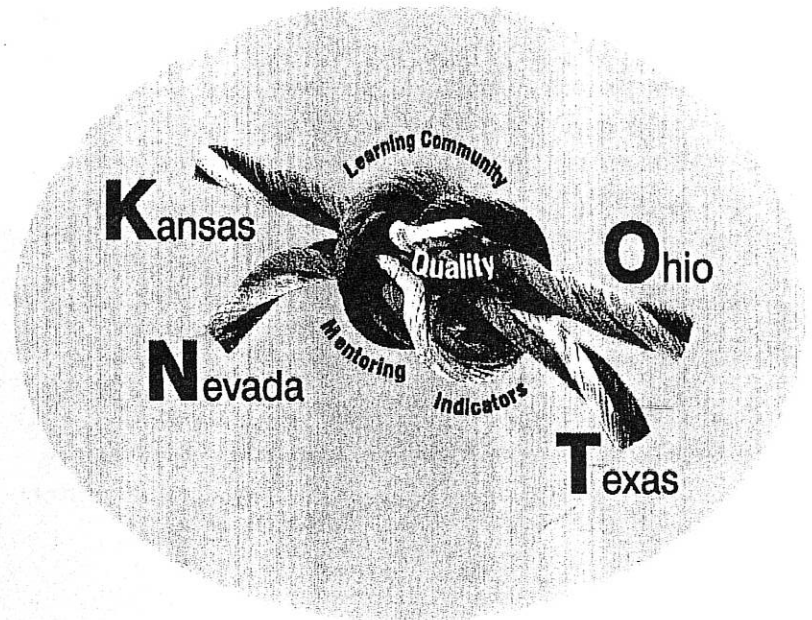 Learning Community
Kansas
Quality
Ohio
Nevada
Mentoring
Indicators
Texas